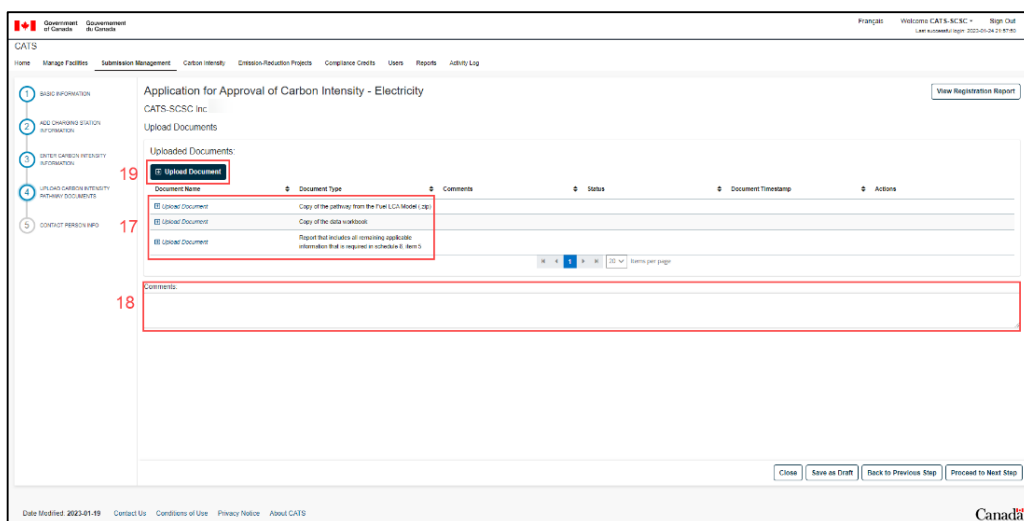 Government Gouvernement
of Canada du Canada
Français Welcome CATS-SCSC Sign Out
Last successful login: 2023-01-24 21:57:50
CATS
Home Manage Facilities Submission Management Carbon Intensity Emission-Reduction Projects Compliance Credits Users Reports Activity Log
1 BASIC INFORMATION
2 ADD CHARGING STATION
INFORMATION
3 ENTER CARBON INTENSITY
INFORMATION
4 UPLOAD CARBON INTENSITY
PATHWAY DOCUMENTS
5 CONTACT PERSON INFO
Application for Approval of Carbon Intensity - Electricity
View Registration Report
CATS-SCSC Inc
Upload Documents
Uploaded Documents:
19 Upload Document
Document Name Document Type Comments Status Document Timestamp Actions
17
Upload Document Copy of the pathway from the Fuel LCA Model (.zip)
Upload Document Copy of the data workbook
Upload Document Report that includes all remaining applicable
information that is required in schedule 6, item 5
1 20 items per page
18 Comments:
Close Save as Draft Back to Previous Step Proceed to Next Step
Date Modified: 2023-01-19 Contact Us Conditions of Use Privacy Notice About CATS
Canada